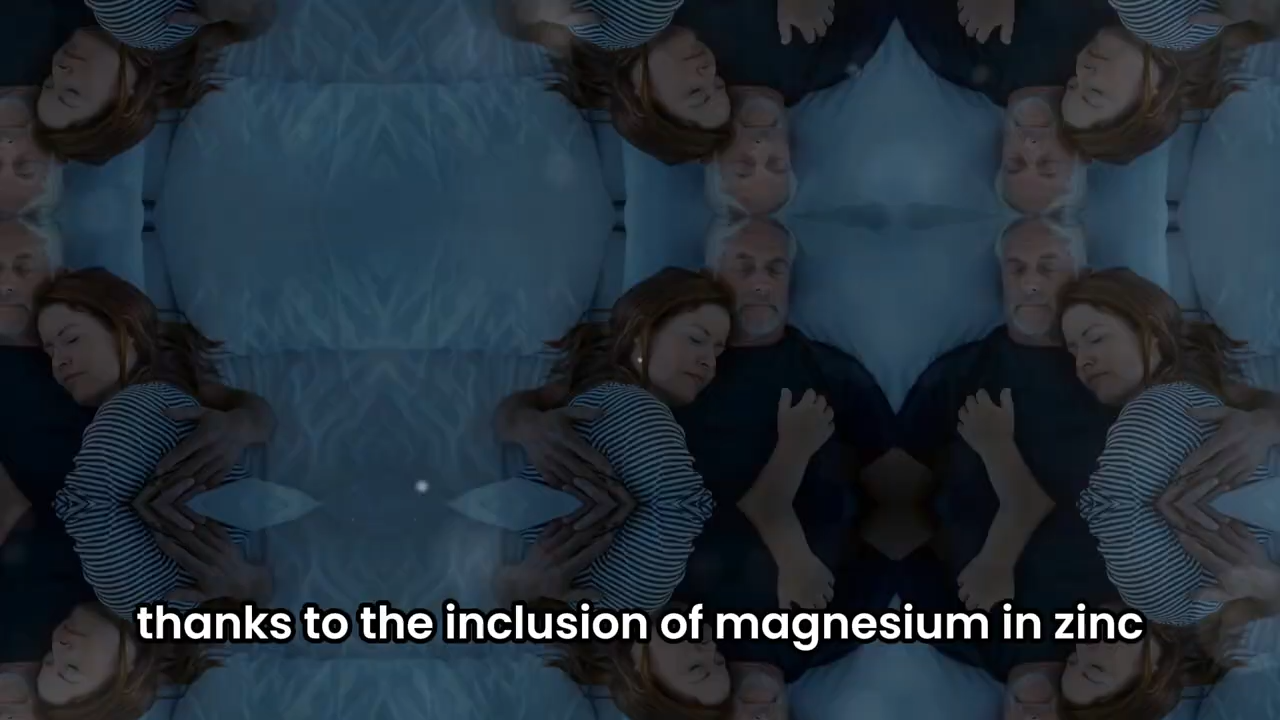 thanks to the inclusion of magnesium in zinc